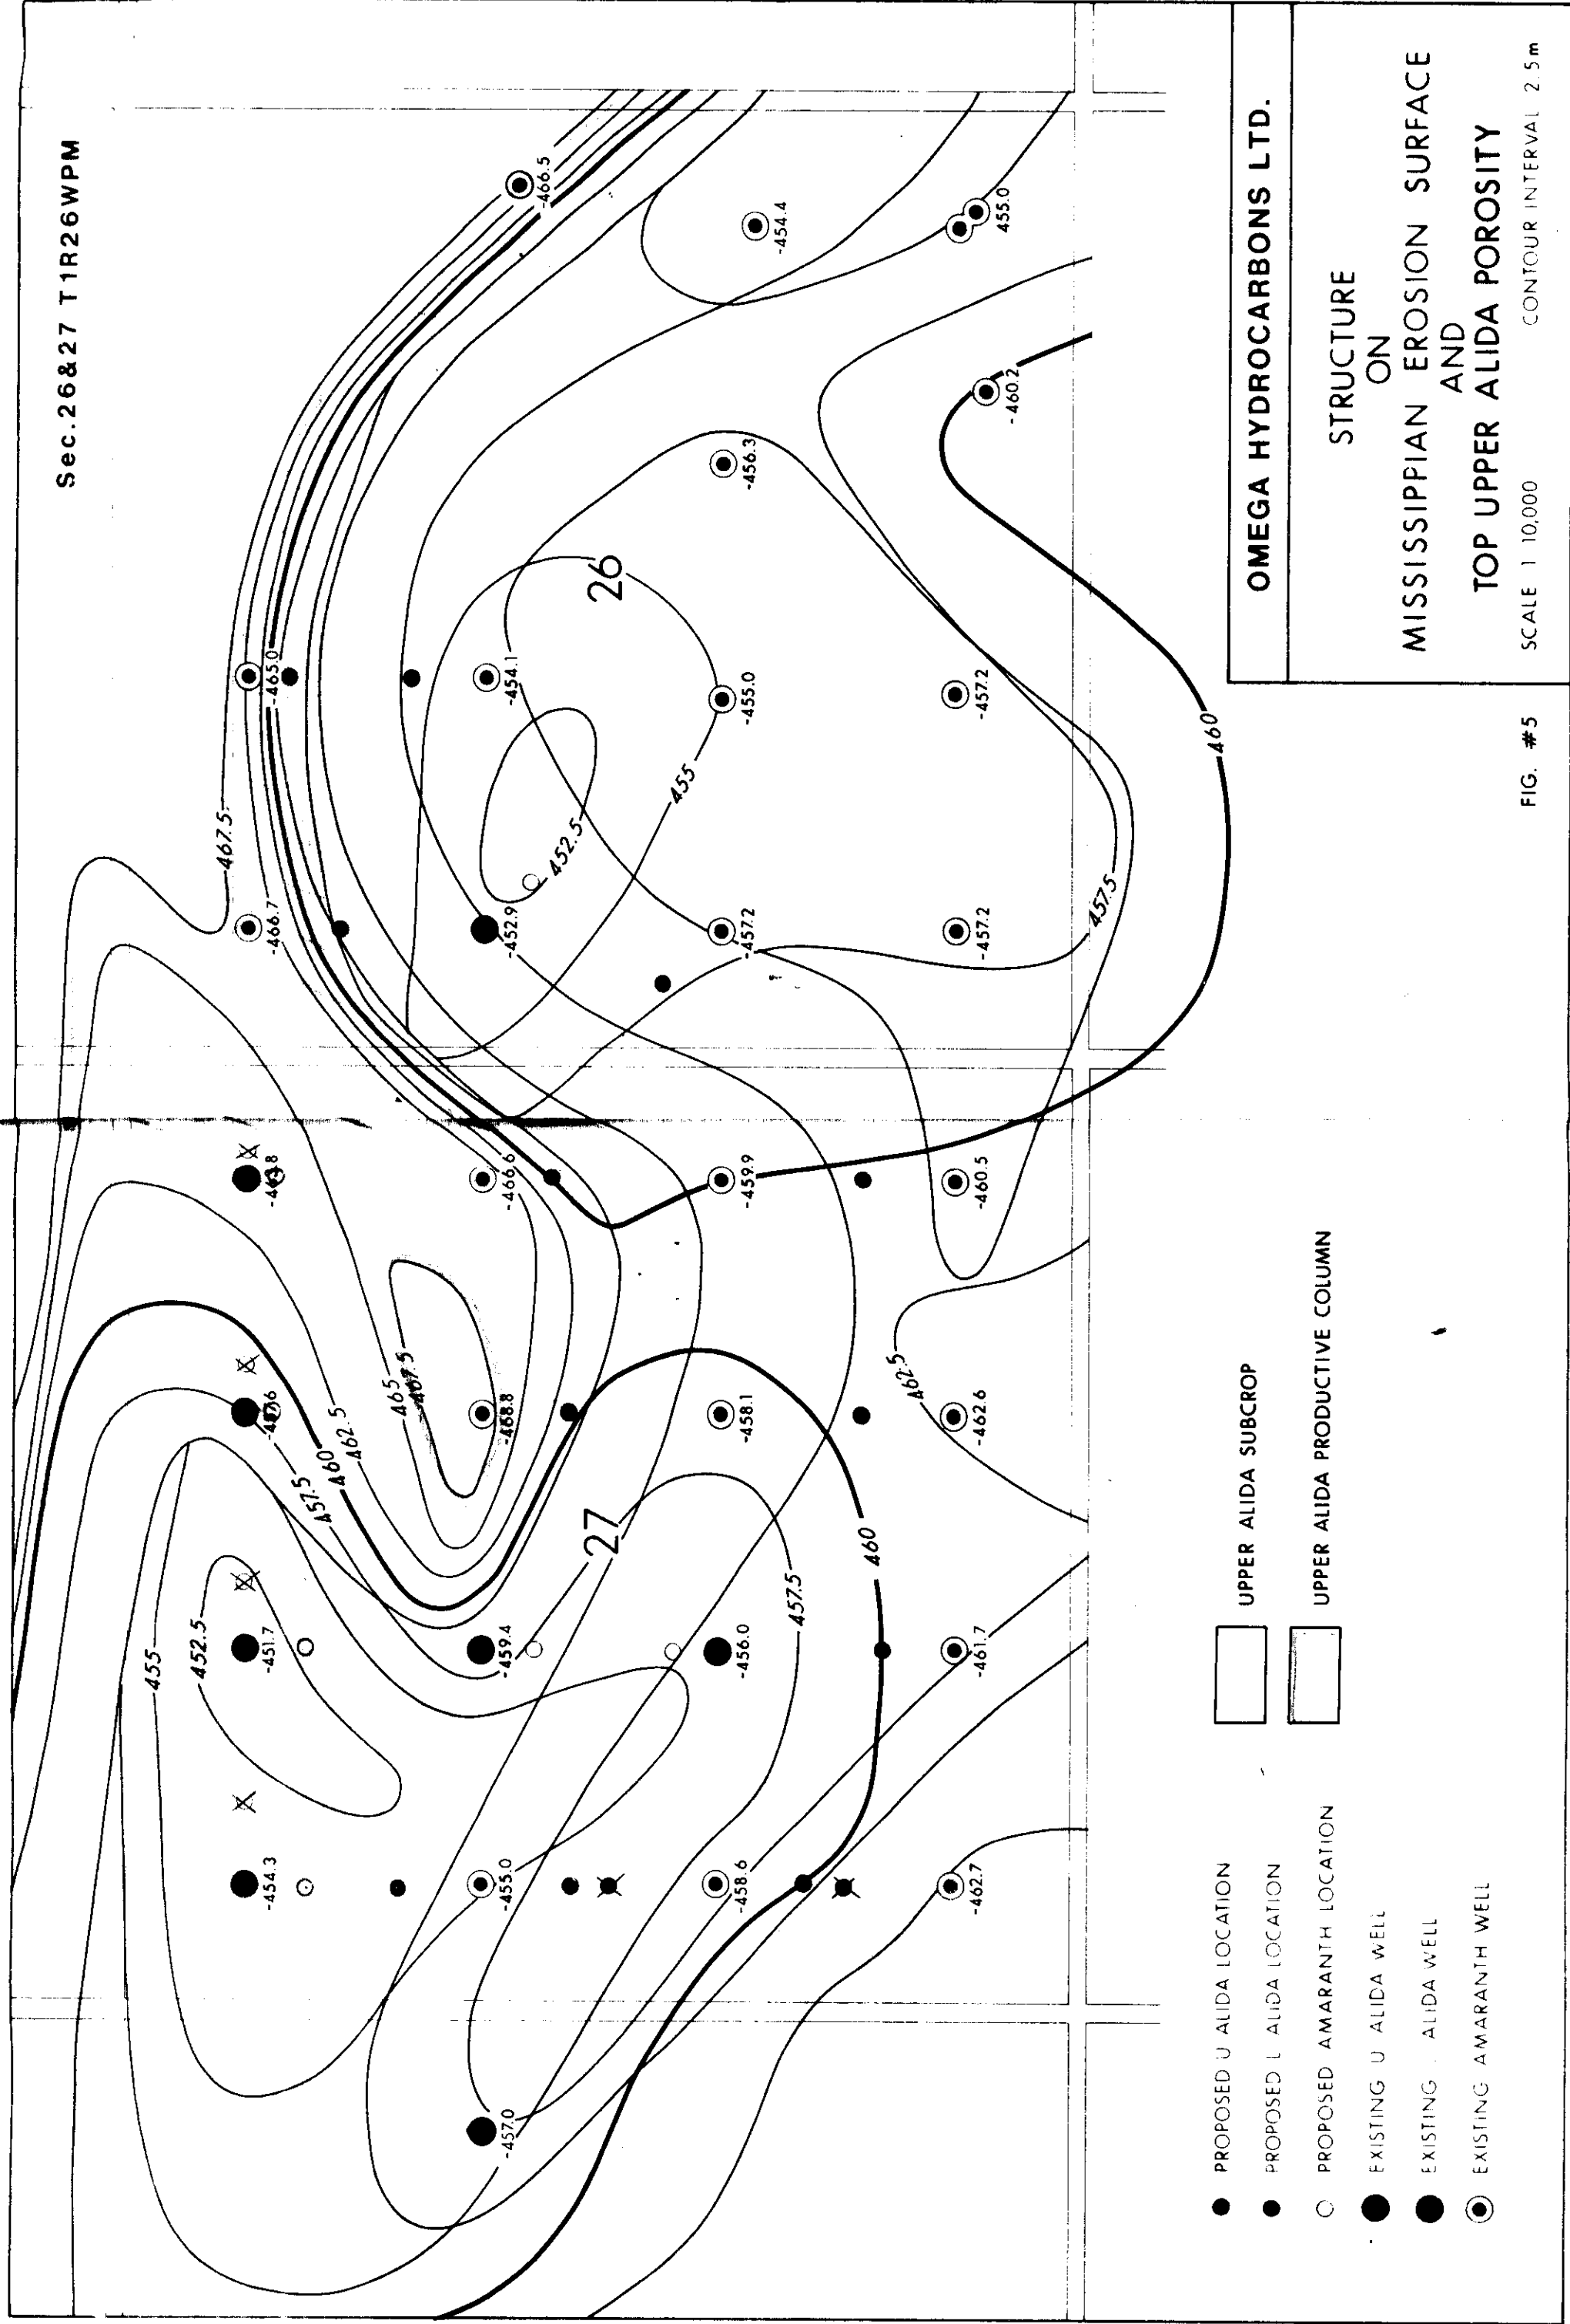 Sec.26&27 T1R26WPM
455
452.5
467.5
-454.3
-451.7
-466.7
-465.0
457.5
460
462.5
465
467.5
-457.0
-455.0
-459.4
-468.8
-466.6
-452.9
-454.1
-466.5
452.5
27
26
455
-458.6
-456.0
-458.1
-459.9
-457.2
-455.0
-456.3
-454.4
457.5
460
462.5
-462.7
-461.7
-462.6
-460.5
-457.2
-457.2
-460.2
455.0
457.5
460
PROPOSED U ALIDA LOCATION
PROPOSED L ALIDA LOCATION
PROPOSED AMARANTH LOCATION
EXISTING U ALIDA WELL
EXISTING ALIDA WELL
EXISTING AMARANTH WELL
UPPER ALIDA SUBCROP
UPPER ALIDA PRODUCTIVE COLUMN
OMEGA HYDROCARBONS LTD.
STRUCTURE
ON
MISSISSIPPIAN EROSION SURFACE
AND
TOP UPPER ALIDA POROSITY
FIG. #5
SCALE 1 10,000
CONTOUR INTERVAL 2.5m